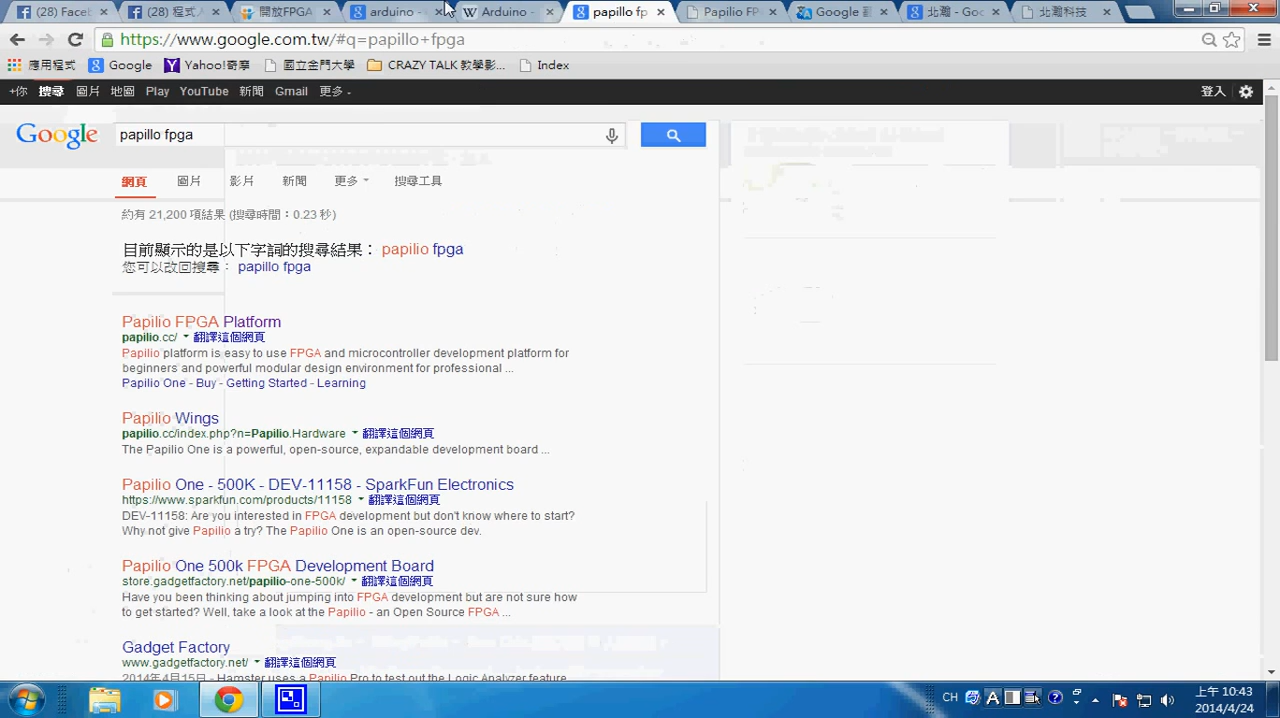 (28) Faceb
(28) 程式 /
開放FPGA
arduino -
Arduino -
papillo fp
Papilio FP
Google 翻
北瀚 - Goo
北瀚科技
https://www.google.com.tw/#q=papillo+fpga
應用程式
Google
Yahoo!奇摩
國立金門大學
CRAZY TALK 教學影...
Index
+你 搜尋 圖片 地圖 Play YouTube 新聞 Gmail 更多
登入
Google
papillo fpga
網頁 圖片 影片 新聞 更多 搜尋工具
約有 21,200 項結果 (搜尋時間：0.23 秒)
目前顯示的是以下字詞的搜尋結果： papilio fpga
您可以改回搜尋： papillo fpga
Papilio FPGA Platform
papilio.cc/ 翻譯這個網頁
Papilio platform is easy to use FPGA and microcontroller development platform for
beginners and powerful modular design environment for professional ...
Papilio One - Buy - Getting Started - Learning
Papilio Wings
papilio.cc/index.php?n=Papilio.Hardware 翻譯這個網頁
The Papilio One is a powerful, open-source, expandable development board ...
Papilio One - 500K - DEV-11158 - SparkFun Electronics
https://www.sparkfun.com/products/11158 翻譯這個網頁
DEV-11158: Are you interested in FPGA development but don't know where to start?
Why not give Papilio a try? The Papilio One is an open-source dev.
Papilio One 500k FPGA Development Board
store.gadgetfactory.net/papilio-one-500k/ 翻譯這個網頁
Have you been thinking about jumping into FPGA development but are not sure how
to get started? Well, take a look at the Papilio - an Open Source FPGA ...
Gadget Factory
www.gadgetfactory.net/ 翻譯這個網頁
2014年4月15日 - Hamster uses a Papilio Pro to test out the Logic Analyzer feature
CH
上午 10:43
2014/4/24